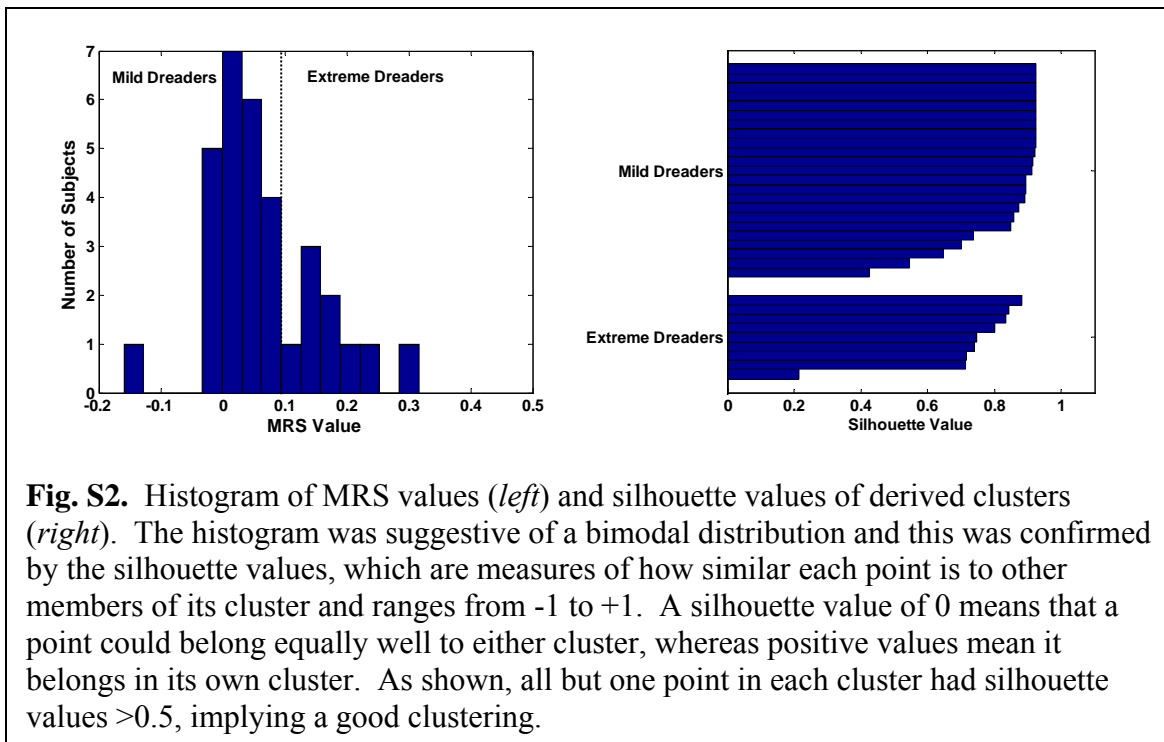 7
6
5
4
3
2
1
0
Number of Subjects
Mild Dreaders
Extreme Dreaders
-0.2 -0.1 0 0.1 0.2 0.3 0.4 0.5
MRS Value
Mild Dreaders
Extreme Dreaders
0 0.2 0.4 0.6 0.8 1
Silhouette Value
Fig. S2. Histogram of MRS values (left) and silhouette values of derived clusters
(right). The histogram was suggestive of a bimodal distribution and this was confirmed
by the silhouette values, which are measures of how similar each point is to other
members of its cluster and ranges from -1 to +1. A silhouette value of 0 means that a
point could belong equally well to either cluster, whereas positive values mean it
belongs in its own cluster. As shown, all but one point in each cluster had silhouette
values >0.5, implying a good clustering.